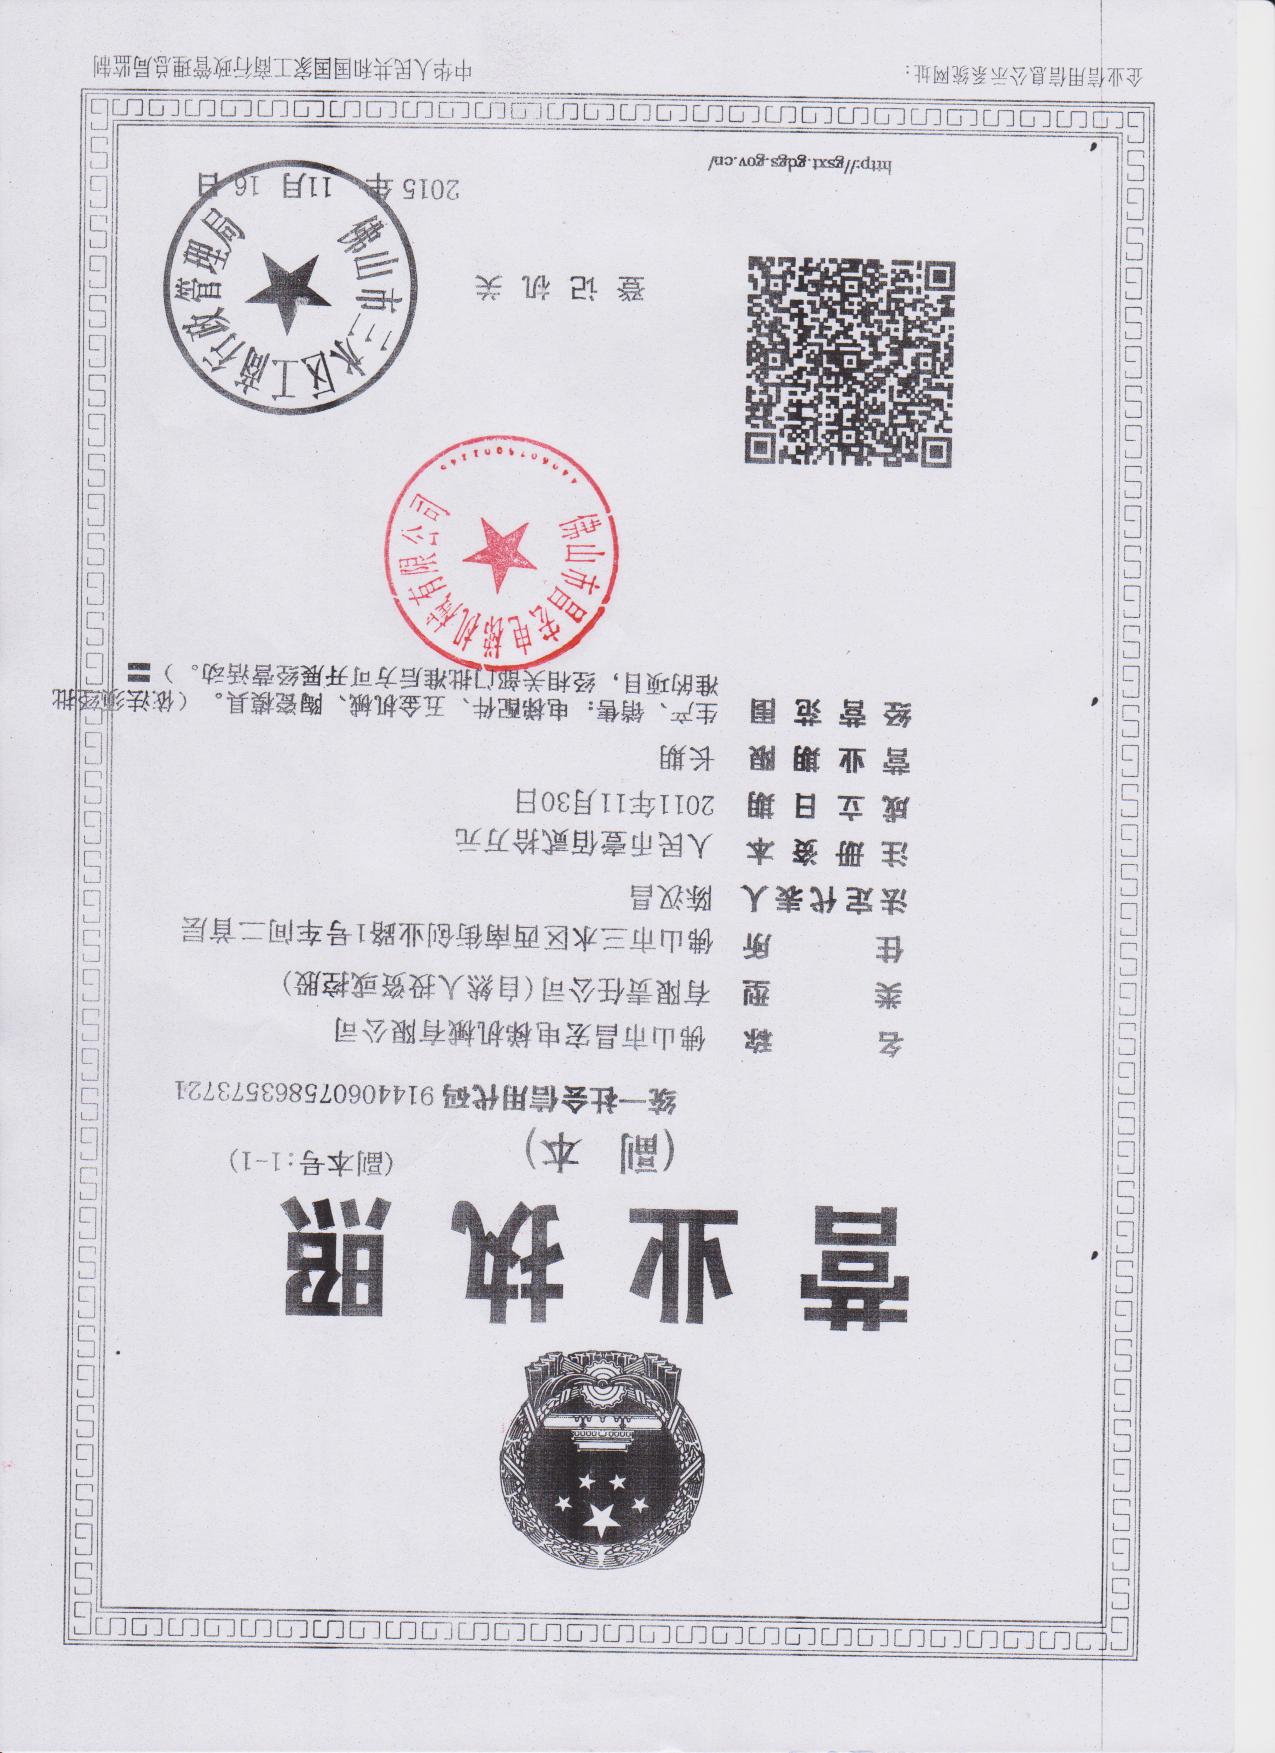 营业执照
(副 本)
(副本号:1-1)
统一社会信用代码 914406075863573721
名 称 佛山市昌宏电梯机械有限公司
类 型 有限责任公司(自然人投资或控股)
住 所 佛山市三水区西南街创业路1号车间二首层
法定代表人 陈汉昌
注册资本 人民币壹佰贰拾万元
成立日期 2011年11月30日
营业期限 长期
经营范围 生产、销售：电梯配件、五金机械、陶瓷模具。（依法须经批
准的项目，经相关部门批准后方可开展经营活动。）〓
佛山市昌宏电梯机械有限公司
登记机关
佛山市三水区工商行政管理局
2015年 11月 16日
http://gsxt.gdgs.gov.cn/
企业信用信息公示系统网址：
中华人民共和国国家工商行政管理总局监制